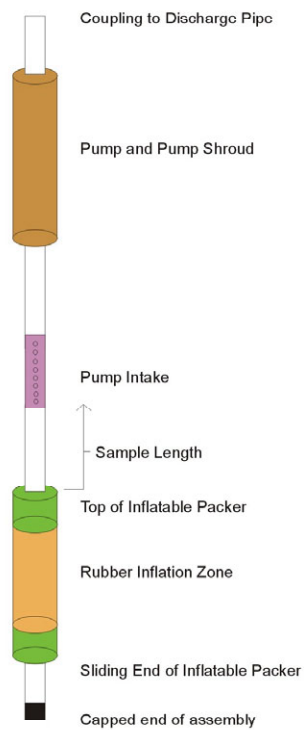 Coupling to Discharge Pipe
Pump and Pump Shroud
Pump Intake
Sample Length
Top of Inflatable Packer
Rubber Inflation Zone
Sliding End of Inflatable Packer
Capped end of assembly